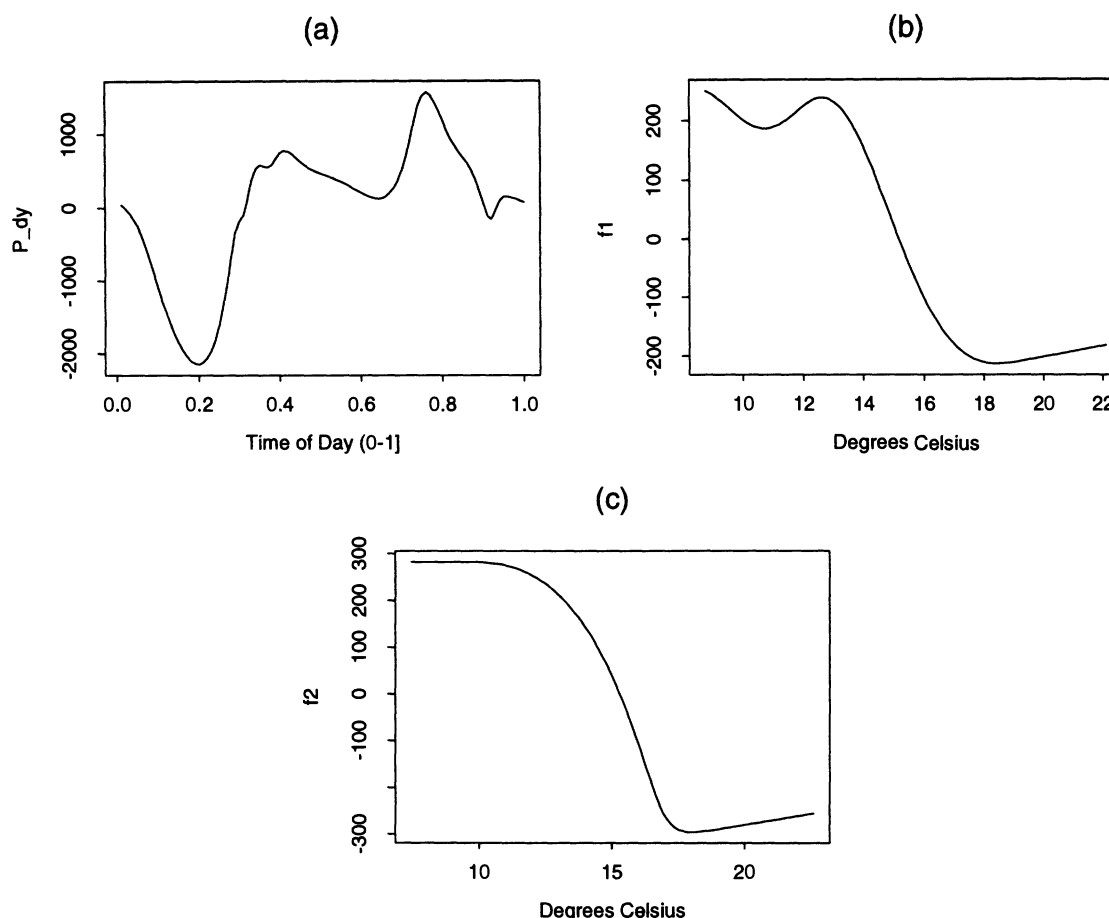 (a)
P_dy
1000
0
-1000
-2000
0.0 0.2 0.4 0.6 0.8 1.0
Time of Day (0-1]
(b)
f1
200
100
0
-100
-200
10 12 14 16 18 20 22
Degrees Celsius
(c)
f2
300
100
0
-100
-300
10 15 20
Degrees Celsius